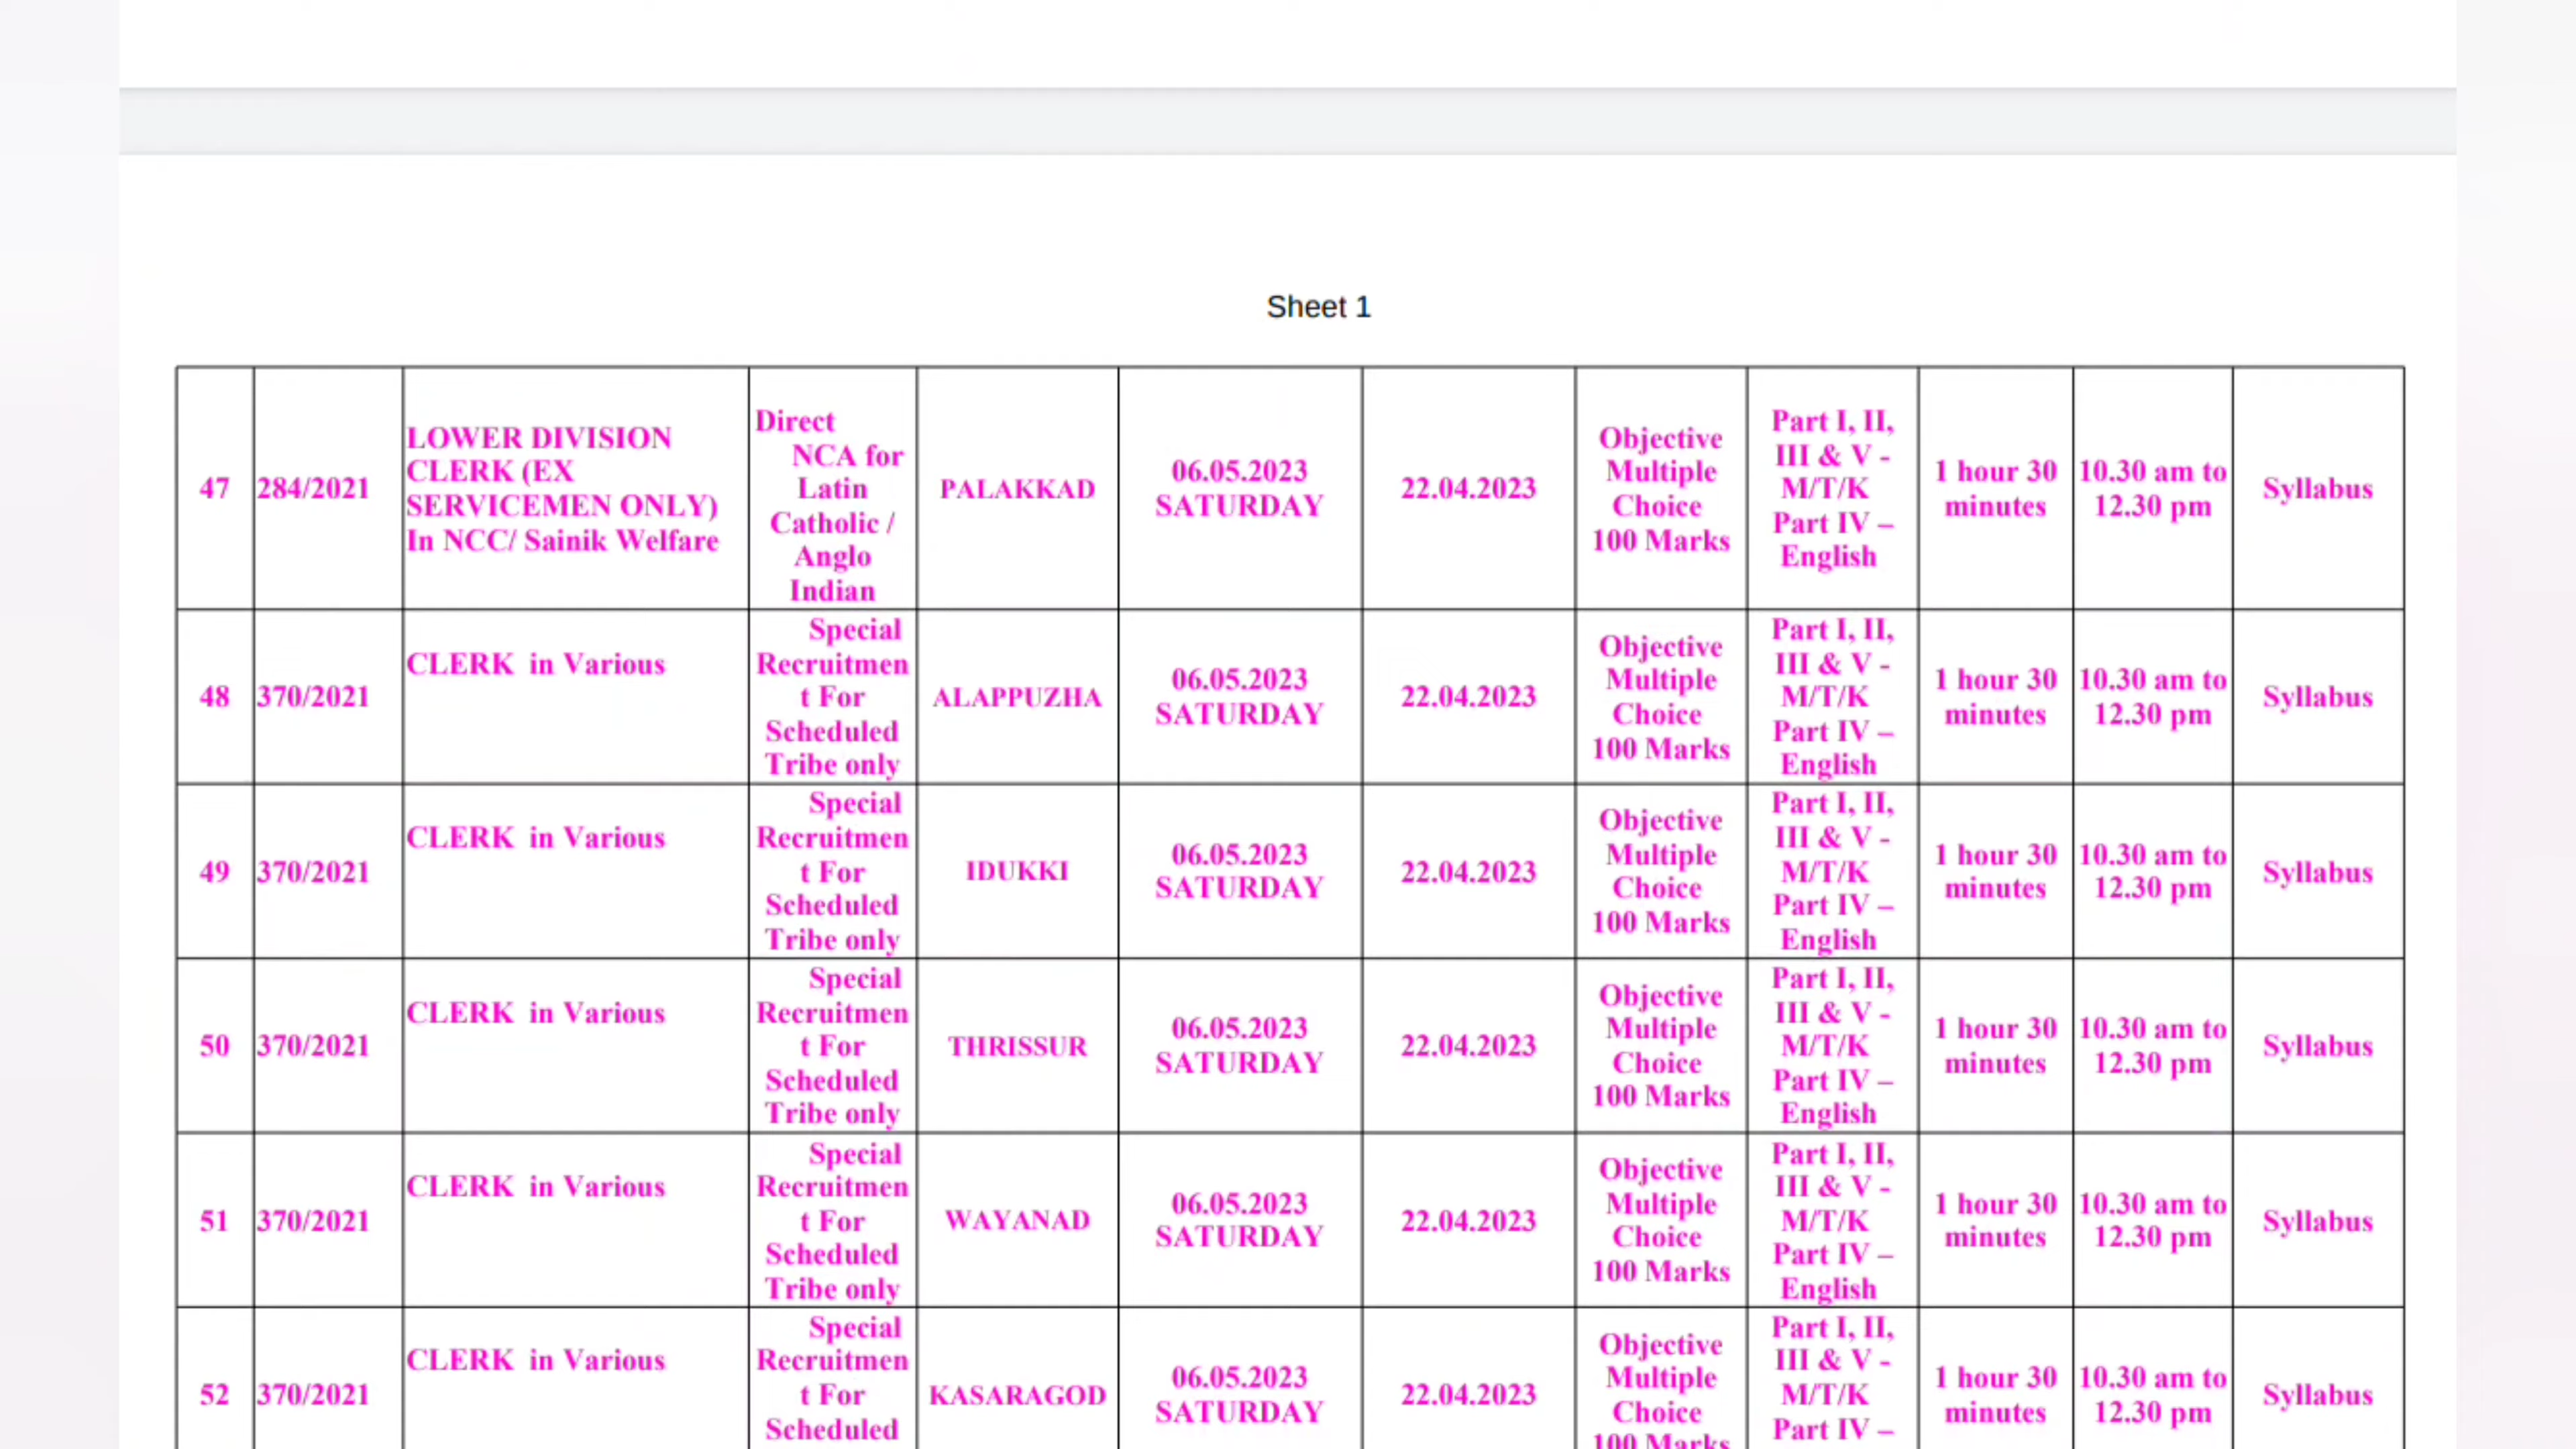 Sheet 1
47
284/2021
LOWER DIVISION
CLERK (EX
SERVICEMEN ONLY)
In NCC/ Sainik Welfare
Direct
NCA for
Latin
Catholic /
Anglo
Indian
PALAKKAD
06.05.2023
SATURDAY
22.04.2023
Objective
Multiple
Choice
100 Marks
Part I, II,
III & V -
M/T/K
Part IV –
English
1 hour 30
minutes
10.30 am to
12.30 pm
Syllabus
48
370/2021
CLERK in Various
Special
Recruitmen
t For
Scheduled
Tribe only
ALAPPUZHA
06.05.2023
SATURDAY
22.04.2023
Objective
Multiple
Choice
100 Marks
Part I, II,
III & V -
M/T/K
Part IV –
English
1 hour 30
minutes
10.30 am to
12.30 pm
Syllabus
49
370/2021
CLERK in Various
Special
Recruitmen
t For
Scheduled
Tribe only
IDUKKI
06.05.2023
SATURDAY
22.04.2023
Objective
Multiple
Choice
100 Marks
Part I, II,
III & V -
M/T/K
Part IV –
English
1 hour 30
minutes
10.30 am to
12.30 pm
Syllabus
50
370/2021
CLERK in Various
Special
Recruitmen
t For
Scheduled
Tribe only
THRISSUR
06.05.2023
SATURDAY
22.04.2023
Objective
Multiple
Choice
100 Marks
Part I, II,
III & V -
M/T/K
Part IV –
English
1 hour 30
minutes
10.30 am to
12.30 pm
Syllabus
51
370/2021
CLERK in Various
Special
Recruitmen
t For
Scheduled
Tribe only
WAYANAD
06.05.2023
SATURDAY
22.04.2023
Objective
Multiple
Choice
100 Marks
Part I, II,
III & V -
M/T/K
Part IV –
English
1 hour 30
minutes
10.30 am to
12.30 pm
Syllabus
52
370/2021
CLERK in Various
Special
Recruitmen
t For
Scheduled
KASARAGOD
06.05.2023
SATURDAY
22.04.2023
Objective
Multiple
Choice
100 Marks
Part I, II,
III & V -
M/T/K
Part IV –
1 hour 30
minutes
10.30 am to
12.30 pm
Syllabus